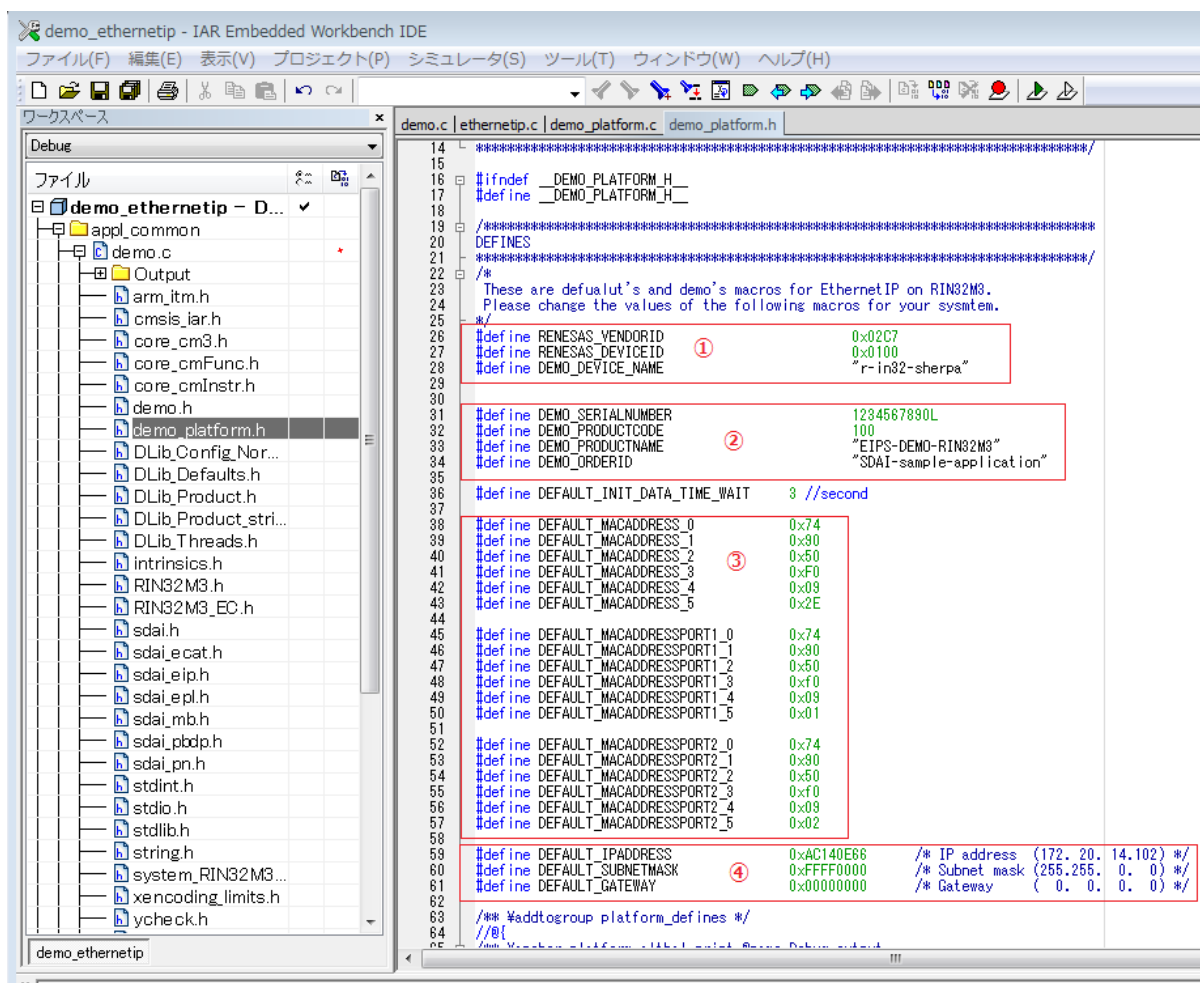 demo_ethernetip - IAR Embedded Workbench IDE
ファイル(F) 編集(E) 表示(V) プロジェクト(P) シミュレータ(S) ツール(T) ウィンドウ(W) ヘルプ(H)
ワークスペース
Debug
ファイル
demo_ethernetip - D...
appl_common
demo.c
Output
arm_itm.h
cmsis_iar.h
core_cm3.h
core_cmFunc.h
core_cmInstr.h
demo.h
demo_platform.h
DLib_Config_Nor...
DLib_Defaults.h
DLib_Product.h
DLib_Product_stri...
DLib_Threads.h
intrinsics.h
RIN32M3.h
RIN32M3_EC.h
sdai.h
sdai_ecat.h
sdai_eip.h
sdai_epl.h
sdai_mb.h
sdai_pbdp.h
sdai_pn.h
stdint.h
stdio.h
stdlib.h
string.h
system_RIN32M3...
xencoding_limits.h
ycheck.h
demo_ethernetip
demo.c | ethernetip.c | demo_platform.c demo_platform.h
14
15
16 #ifndef __DEMO_PLATFORM_H__
17 #define __DEMO_PLATFORM_H__
18
19
20 DEFINES
21
22 /*
23 These are defualut's and demo's macros for EthernetIP on RIN32M3.
24 Please change the values of the following macros for your sysmtem.
25 */
26 #define RENESAS_VENDORID 0x02C7
27 #define RENESAS_DEVICEID ① 0x0100
28 #define DEMO_DEVICE_NAME "r-in32-sherpa"
29
30
31 #define DEMO_SERIALNUMBER 1234567890L
32 #define DEMO_PRODUCTCODE 100
33 #define DEMO_PRODUCTNAME ② "EIPS-DEMO-RIN32M3"
34 #define DEMO_ORDERID "SDAI-sample-application"
35
36 #define DEFAULT_INIT_DATA_TIME_WAIT 3 //second
37
38 #define DEFAULT_MACADDRESS_0 0x74
39 #define DEFAULT_MACADDRESS_1 0x90
40 #define DEFAULT_MACADDRESS_2 ③ 0x50
41 #define DEFAULT_MACADDRESS_3 0xF0
42 #define DEFAULT_MACADDRESS_4 0x09
43 #define DEFAULT_MACADDRESS_5 0x2E
44
45 #define DEFAULT_MACADDRESSPORT1_0 0x74
46 #define DEFAULT_MACADDRESSPORT1_1 0x90
47 #define DEFAULT_MACADDRESSPORT1_2 0x50
48 #define DEFAULT_MACADDRESSPORT1_3 0xf0
49 #define DEFAULT_MACADDRESSPORT1_4 0x09
50 #define DEFAULT_MACADDRESSPORT1_5 0x01
51
52 #define DEFAULT_MACADDRESSPORT2_0 0x74
53 #define DEFAULT_MACADDRESSPORT2_1 0x90
54 #define DEFAULT_MACADDRESSPORT2_2 0x50
55 #define DEFAULT_MACADDRESSPORT2_3 0xf0
56 #define DEFAULT_MACADDRESSPORT2_4 0x09
57 #define DEFAULT_MACADDRESSPORT2_5 0x02
58
59 #define DEFAULT_IPADDRESS 0xAC140E66 /* IP address (172. 20. 14.102) */
60 #define DEFAULT_SUBNETMASK ④ 0xFFFF0000 /* Subnet mask (255.255. 0. 0) */
61 #define DEFAULT_GATEWAY 0x00000000 /* Gateway ( 0. 0. 0. 0) */
62
63 /** ¥addtogroup platform_defines */
64 //@{